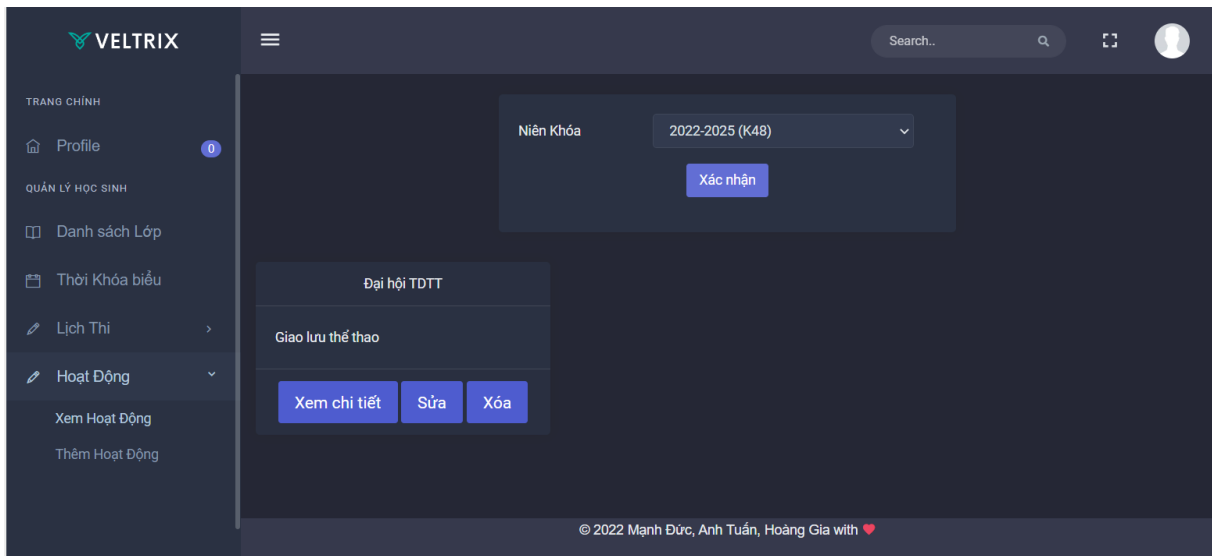 VELTRIX
Search..
TRANG CHÍNH
Profile
0
QUẢN LÝ HỌC SINH
Danh sách Lớp
Thời Khóa biểu
Lịch Thi
Hoạt Động
Xem Hoạt Động
Thêm Hoạt Động
Niên Khóa
2022-2025 (K48)
Xác nhận
Đại hội TDTT
Giao lưu thể thao
Xem chi tiết
Sửa
Xóa
© 2022 Mạnh Đức, Anh Tuấn, Hoàng Gia with ❤